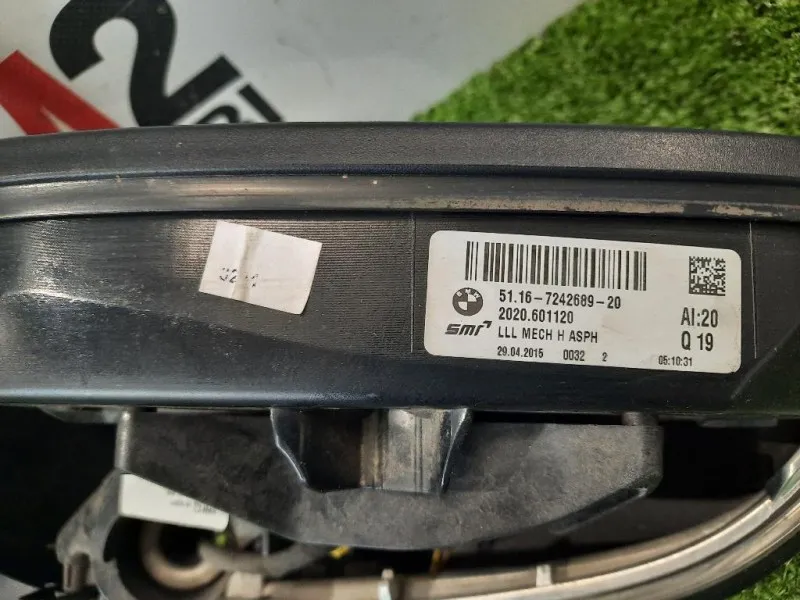 A2
51.16-7242689-20
2020.601120
smr
LLL MECH H ASPH
29.04.2015 0032 2
AI:20
Q 19
05:10:31